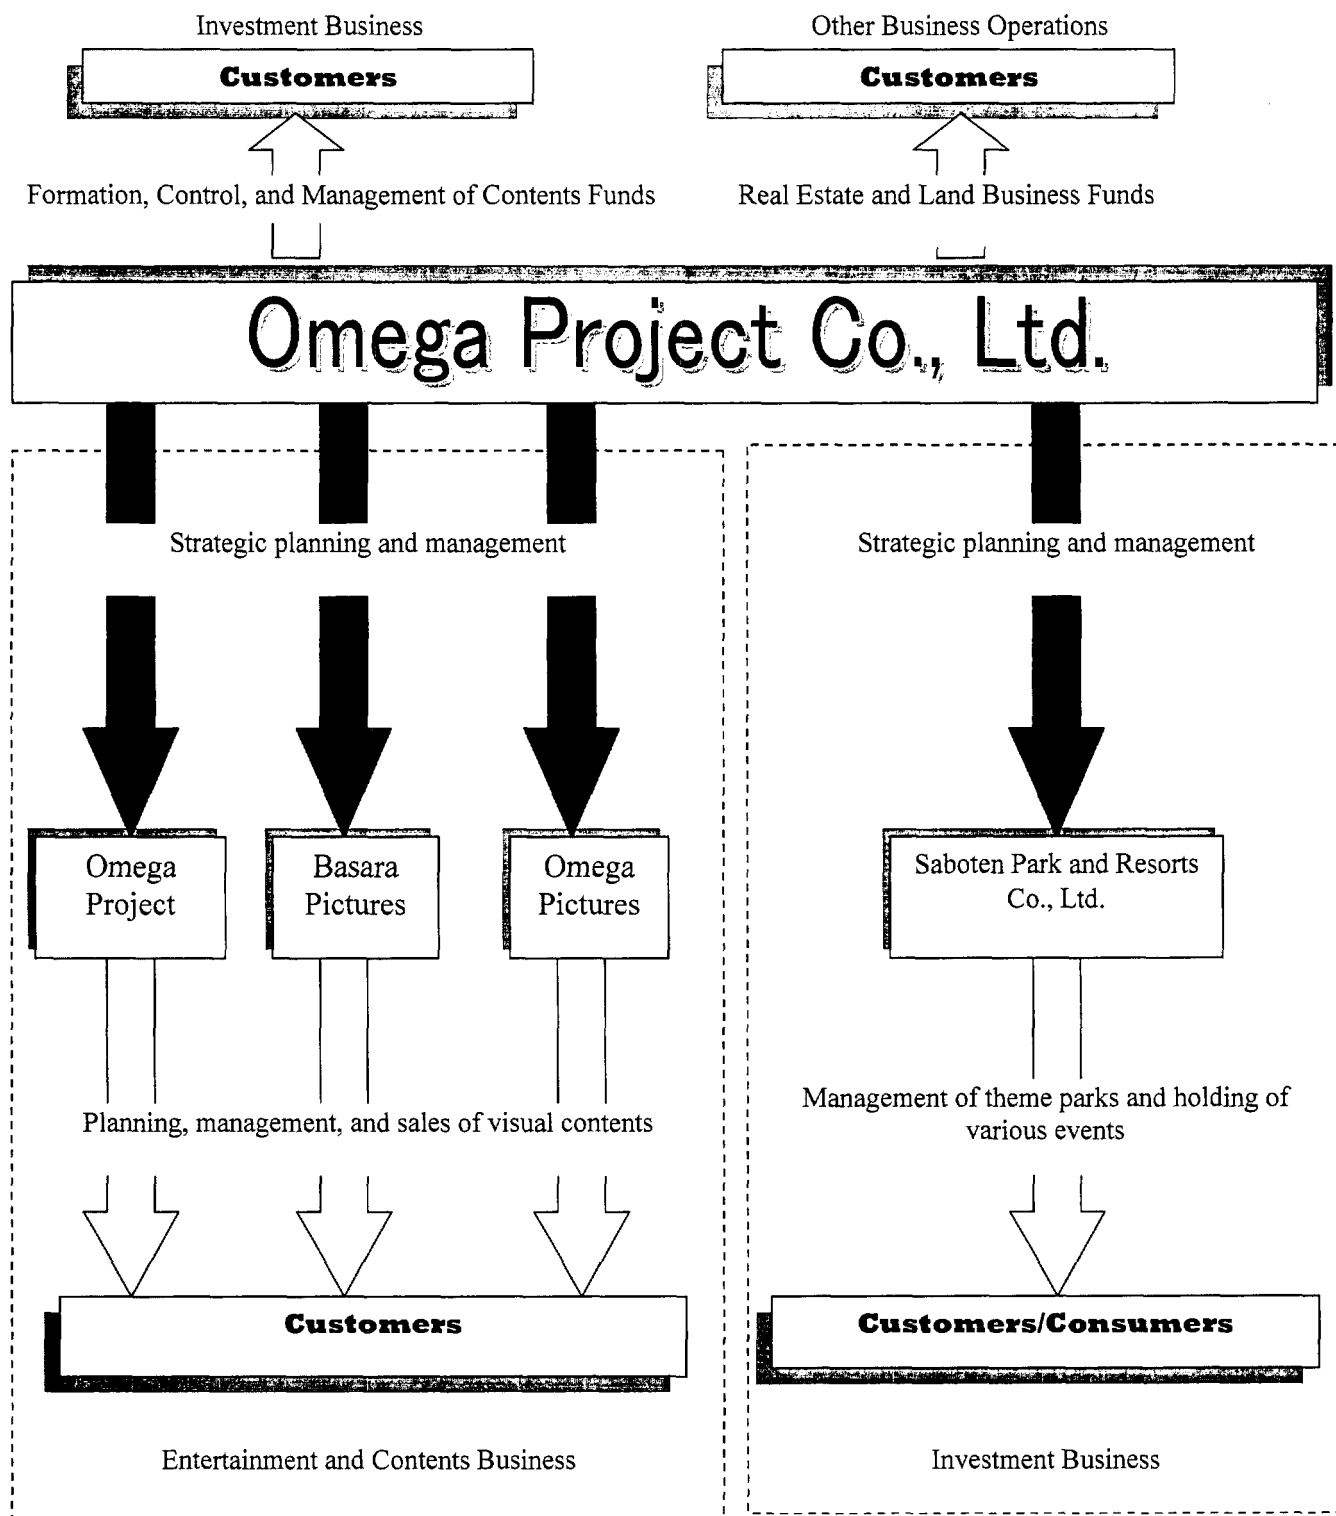 Investment Business
Other Business Operations
Customers
Customers
Formation, Control, and Management of Contents Funds
Real Estate and Land Business Funds
Omega Project Co., Ltd.
Strategic planning and management
Strategic planning and management
Omega
Project
Basara
Pictures
Omega
Pictures
Saboten Park and Resorts
Co., Ltd.
Planning, management, and sales of visual contents
Management of theme parks and holding of
various events
Customers
Customers/Consumers
Entertainment and Contents Business
Investment Business